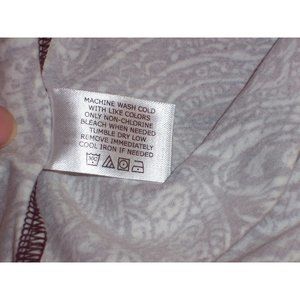 MACHINE WASH COLD
WITH LIKE COLORS
ONLY NON-CHLORINE
BLEACH WHEN NEEDED
TUMBLE DRY LOW
REMOVE IMMEDIATELY
COOL IRON IF NEEDED